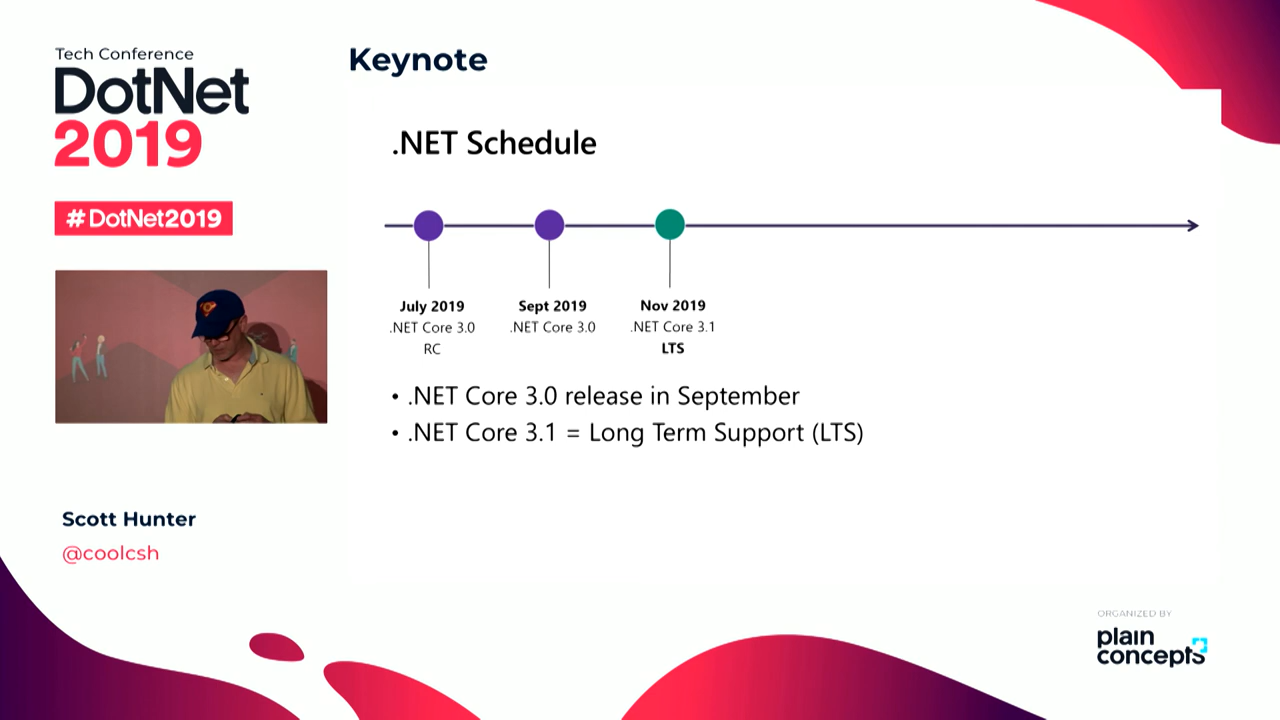 Tech Conference
DotNet
2019
#DotNet2019
Scott Hunter
@coolcsh
Keynote
.NET Schedule
July 2019
.NET Core 3.0
RC
Sept 2019
.NET Core 3.0
Nov 2019
.NET Core 3.1
LTS
• .NET Core 3.0 release in September
• .NET Core 3.1 = Long Term Support (LTS)
ORGANIZED BY
plain
concepts